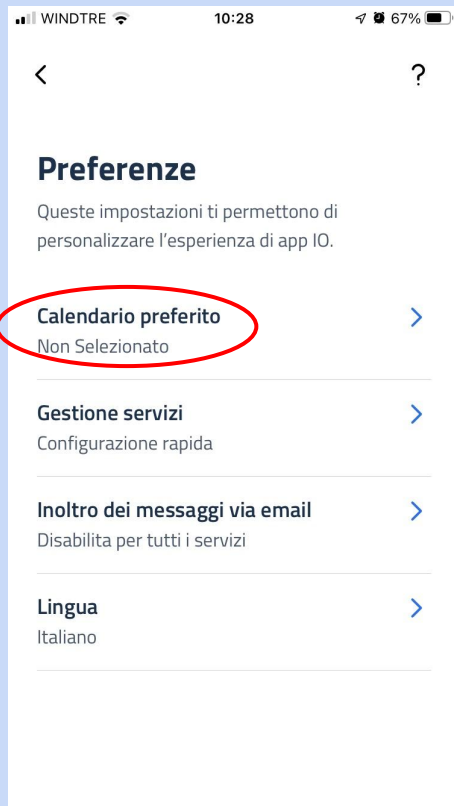 WINDTRE 10:28 67%
?
Preferenze
Queste impostazioni ti permettono di
personalizzare l'esperienza di app IO.
Calendario preferito
Non Selezionato
Gestione servizi
Configurazione rapida
Inoltro dei messaggi via email
Disabilita per tutti i servizi
Lingua
Italiano